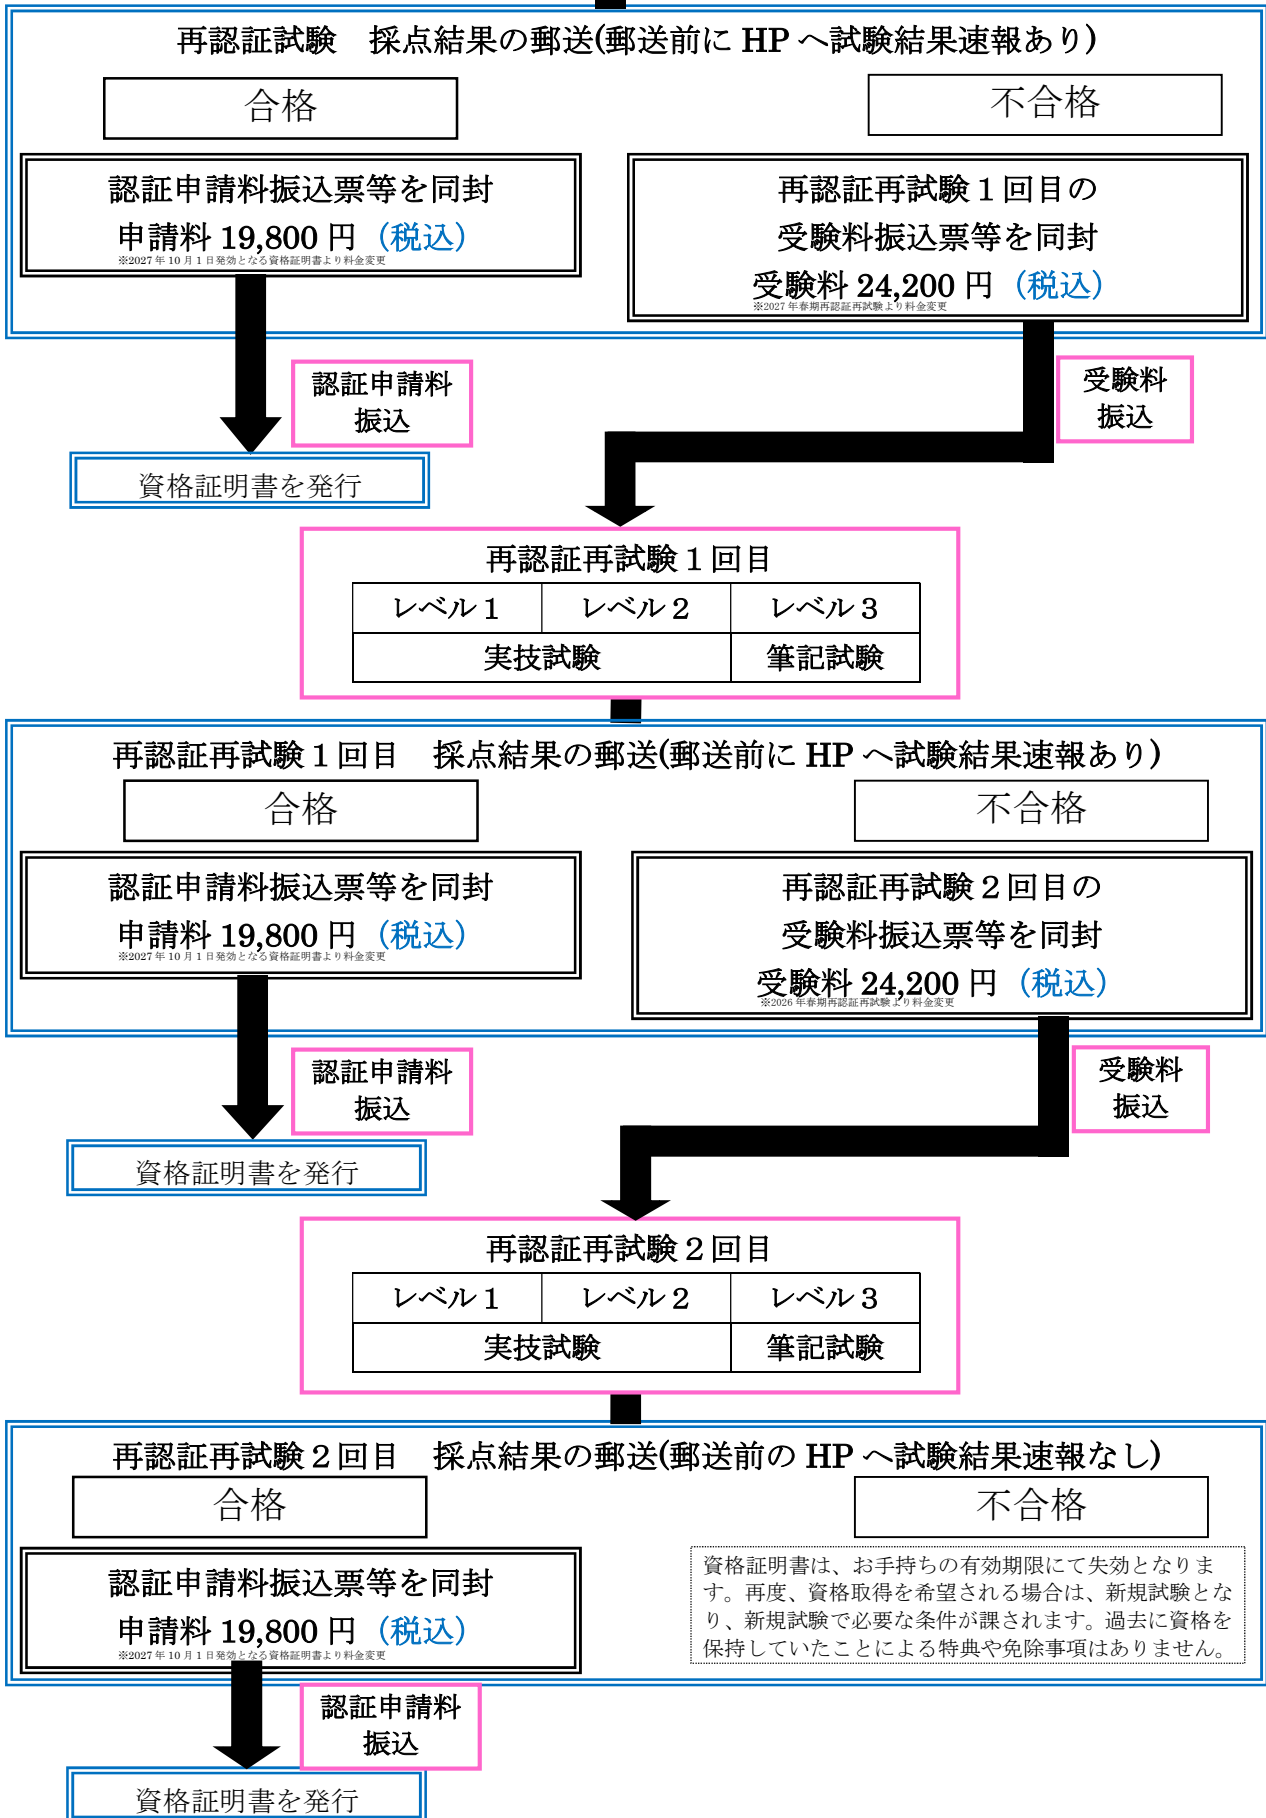 再認証試験　採点結果の郵送(郵送前に HP へ試験結果速報あり)
合格
不合格
認証申請料振込票等を同封
申請料 19,800 円（税込）
※2027 年 10 月 1 日発効となる資格証明書より料金変更
再認証再試験１回目の
受験料振込票等を同封
受験料 24,200 円（税込）
※2027 年春期再認証再試験より料金変更
認証申請料
振込
受験料
振込
資格証明書を発行
再認証再試験１回目
レベル１ レベル２ レベル３
実技試験 筆記試験
再認証再試験１回目　採点結果の郵送(郵送前に HP へ試験結果速報あり)
合格
不合格
認証申請料振込票等を同封
申請料 19,800 円（税込）
※2027 年 10 月 1 日発効となる資格証明書より料金変更
再認証再試験２回目の
受験料振込票等を同封
受験料 24,200 円（税込）
※2026 年春期再認証再試験より料金変更
認証申請料
振込
受験料
振込
資格証明書を発行
再認証再試験２回目
レベル１ レベル２ レベル３
実技試験 筆記試験
再認証再試験２回目　採点結果の郵送(郵送前の HP へ試験結果速報なし)
合格
不合格
認証申請料振込票等を同封
申請料 19,800 円（税込）
※2027 年 10 月 1 日発効となる資格証明書より料金変更
資格証明書は、お手持ちの有効期限にて失効となりま
す。再度、資格取得を希望される場合は、新規試験とな
り、新規試験で必要な条件が課されます。過去に資格を
保持していたことによる特典や免除事項はありません。
認証申請料
振込
資格証明書を発行